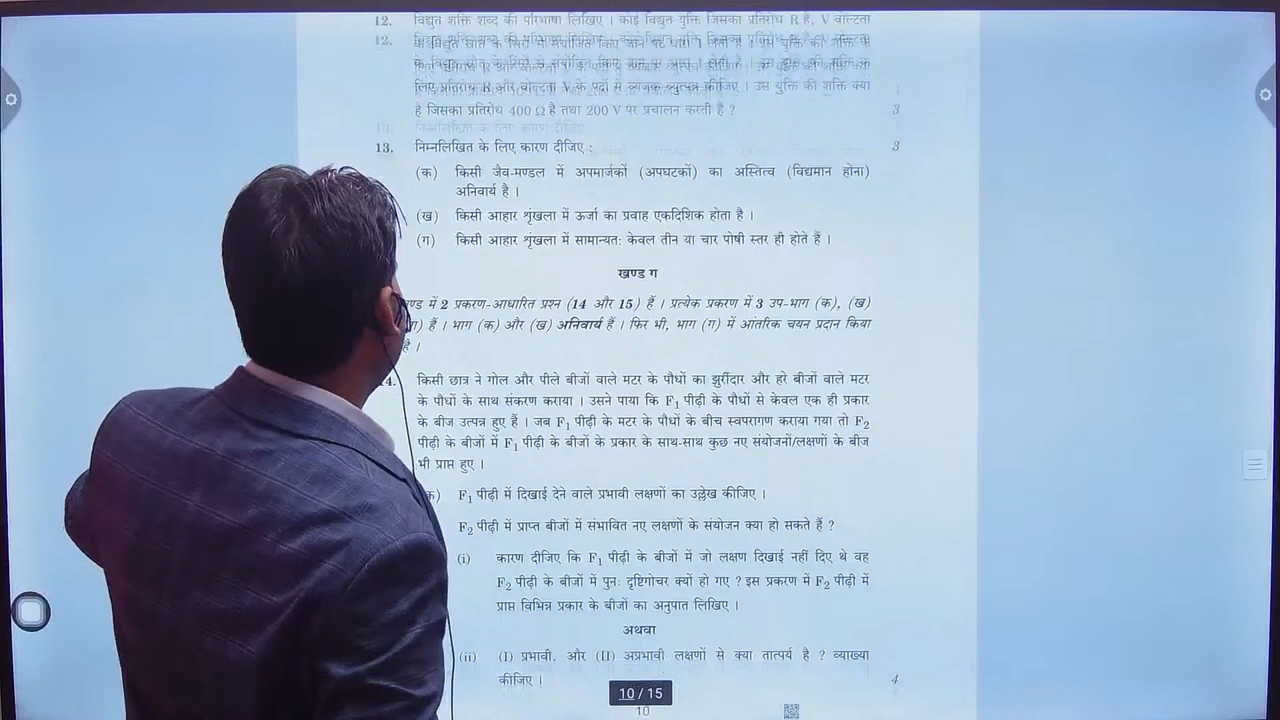 12. विद्युत शक्ति शब्द की परिभाषा लिखिए । कोई विद्युत युक्ति जिसका प्रतिरोध R है, V वोल्टता
12.
लिए प्रतिरोध R और वोल्टता V के पदों में व्यंजक व्युत्पन्न कीजिए । उस युक्ति की शक्ति क्या
है जिसका प्रतिरोध 400 Ω है तथा 200 V पर प्रचालन करती है ? 3
13. निम्नलिखित के लिए कारण दीजिए : 3
(क) किसी जैव-मण्डल में अपमार्जकों (अपघटकों) का अस्तित्व (विद्यमान होना)
अनिवार्य है ।
(ख) किसी आहार शृंखला में ऊर्जा का प्रवाह एकदिशिक होता है ।
(ग) किसी आहार शृंखला में सामान्यत: केवल तीन या चार पोषी स्तर ही होते हैं ।
खण्ड ग
में 2 प्रकरण-आधारित प्रश्न (14 और 15) हैं । प्रत्येक प्रकरण में 3 उप-भाग (क), (ख)
हैं । भाग (क) और (ख) अनिवार्य हैं । फिर भी, भाग (ग) में आंतरिक चयन प्रदान किया
है ।
किसी छात्र ने गोल और पीले बीजों वाले मटर के पौधों का झुर्रीदार और हरे बीजों वाले मटर
के पौधों के साथ संकरण कराया । उसने पाया कि F₁ पीढ़ी के पौधों से केवल एक ही प्रकार
के बीज उत्पन्न हुए हैं । जब F₁ पीढ़ी के मटर के पौधों के बीच स्वपरागण कराया गया तो F₂
पीढ़ी के बीजों में F₁ पीढ़ी के बीजों के प्रकार के साथ-साथ कुछ नए संयोजनों/लक्षणों के बीज
भी प्राप्त हुए ।
F₁ पीढ़ी में दिखाई देने वाले प्रभावी लक्षणों का उल्लेख कीजिए ।
F₂ पीढ़ी में प्राप्त बीजों में संभावित नए लक्षणों के संयोजन क्या हो सकते हैं ?
(i) कारण दीजिए कि F₁ पीढ़ी के बीजों में जो लक्षण दिखाई नहीं दिए थे वह
F₂ पीढ़ी के बीजों में पुन: दृष्टिगोचर क्यों हो गए ? इस प्रकरण में F₂ पीढ़ी में
प्राप्त विभिन्न प्रकार के बीजों का अनुपात लिखिए ।
अथवा
(ii) (I) प्रभावी, और (II) अप्रभावी लक्षणों से क्या तात्पर्य है ? व्याख्या
कीजिए । 4
10 / 15
10